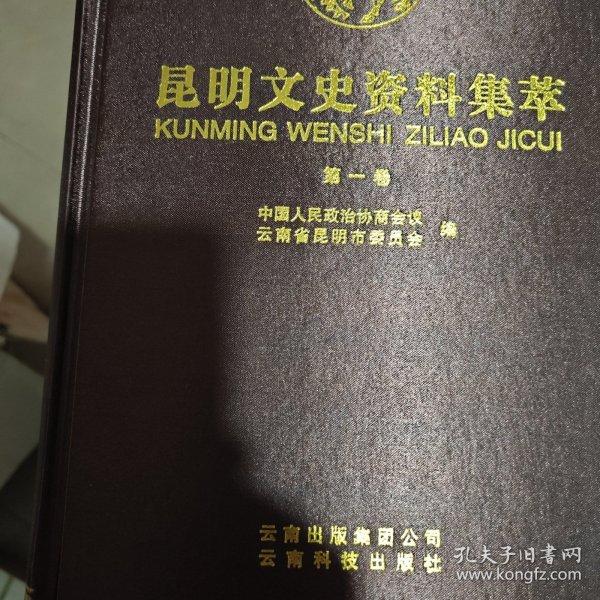 昆明文史资料集萃
KUNMING WENSHI ZILIAO JICUI
第一卷
中国人民政治协商会议
云南省昆明市委员会 编
云南出版集团公司
云南科技出版社
孔夫子旧书网
www.kongfz.com